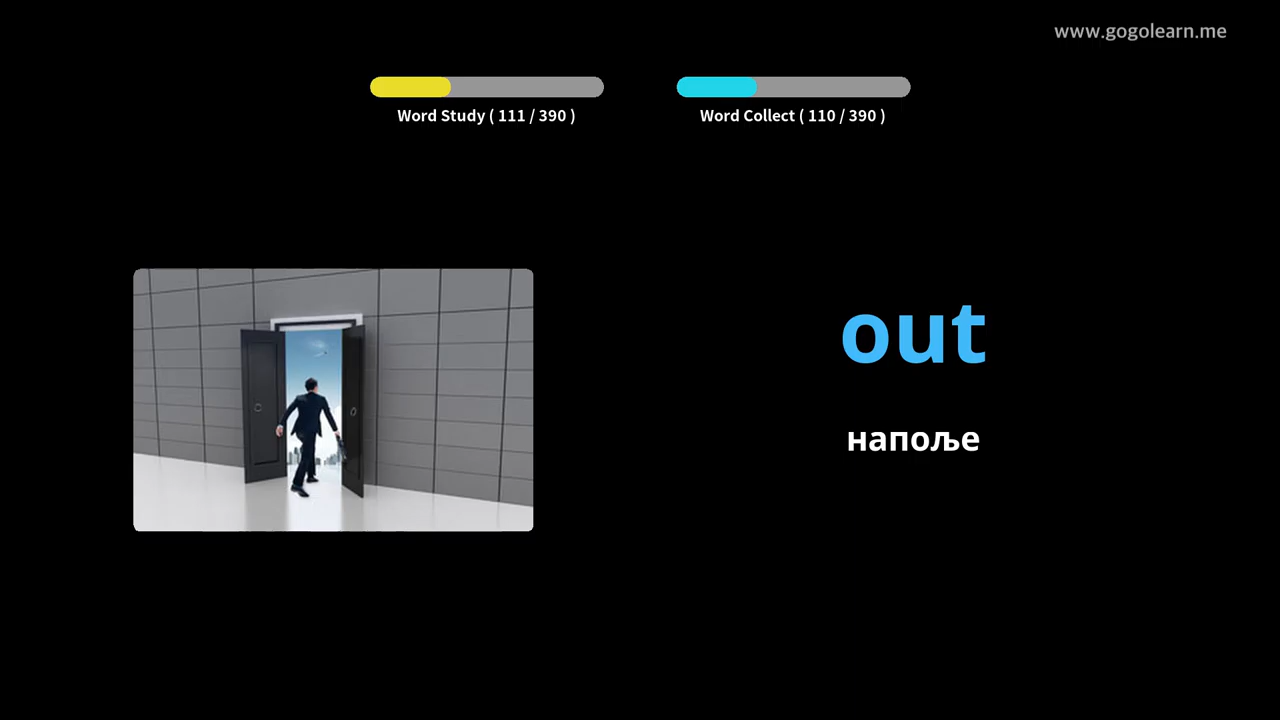 www.gogolearn.me
Word Study ( 111 / 390 )
Word Collect ( 110 / 390 )
out
напоље